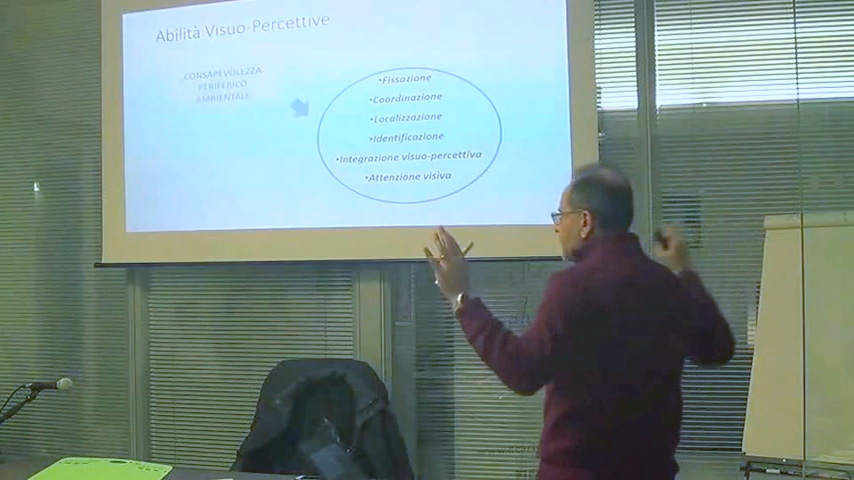 Abilità Visuo-Percettive
CONSAPEVOLEZZA
PERIFERICO
AMBIENTALE
•Fissazione
•Coordinazione
•Localizzazione
•Identificazione
•Integrazione visuo-percettiva
•Attenzione visiva